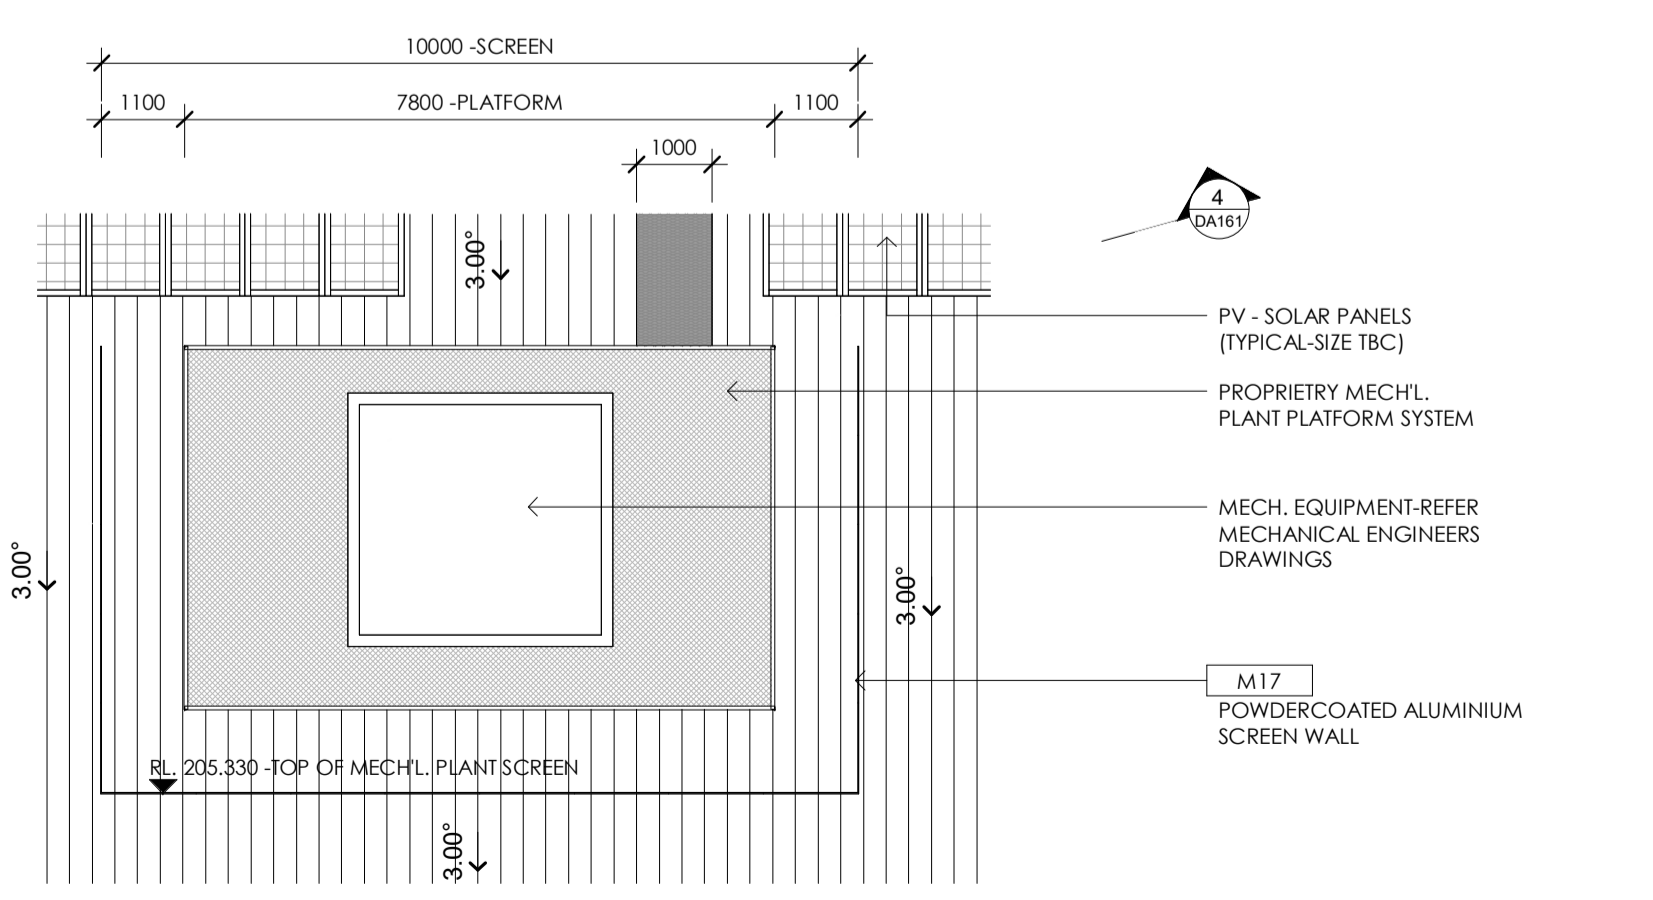 10000 -SCREEN
1100
7800 -PLATFORM
1100
1000
4
DA161
3.00°
PV - SOLAR PANELS
(TYPICAL-SIZE TBC)
PROPRIETRY MECH'L.
PLANT PLATFORM SYSTEM
MECH. EQUIPMENT-REFER
MECHANICAL ENGINEERS
DRAWINGS
3.00°
3.00°
M17
POWDERCOATED ALUMINIUM
SCREEN WALL
RL. 205.330 -TOP OF MECH'L. PLANT SCREEN
3.00°